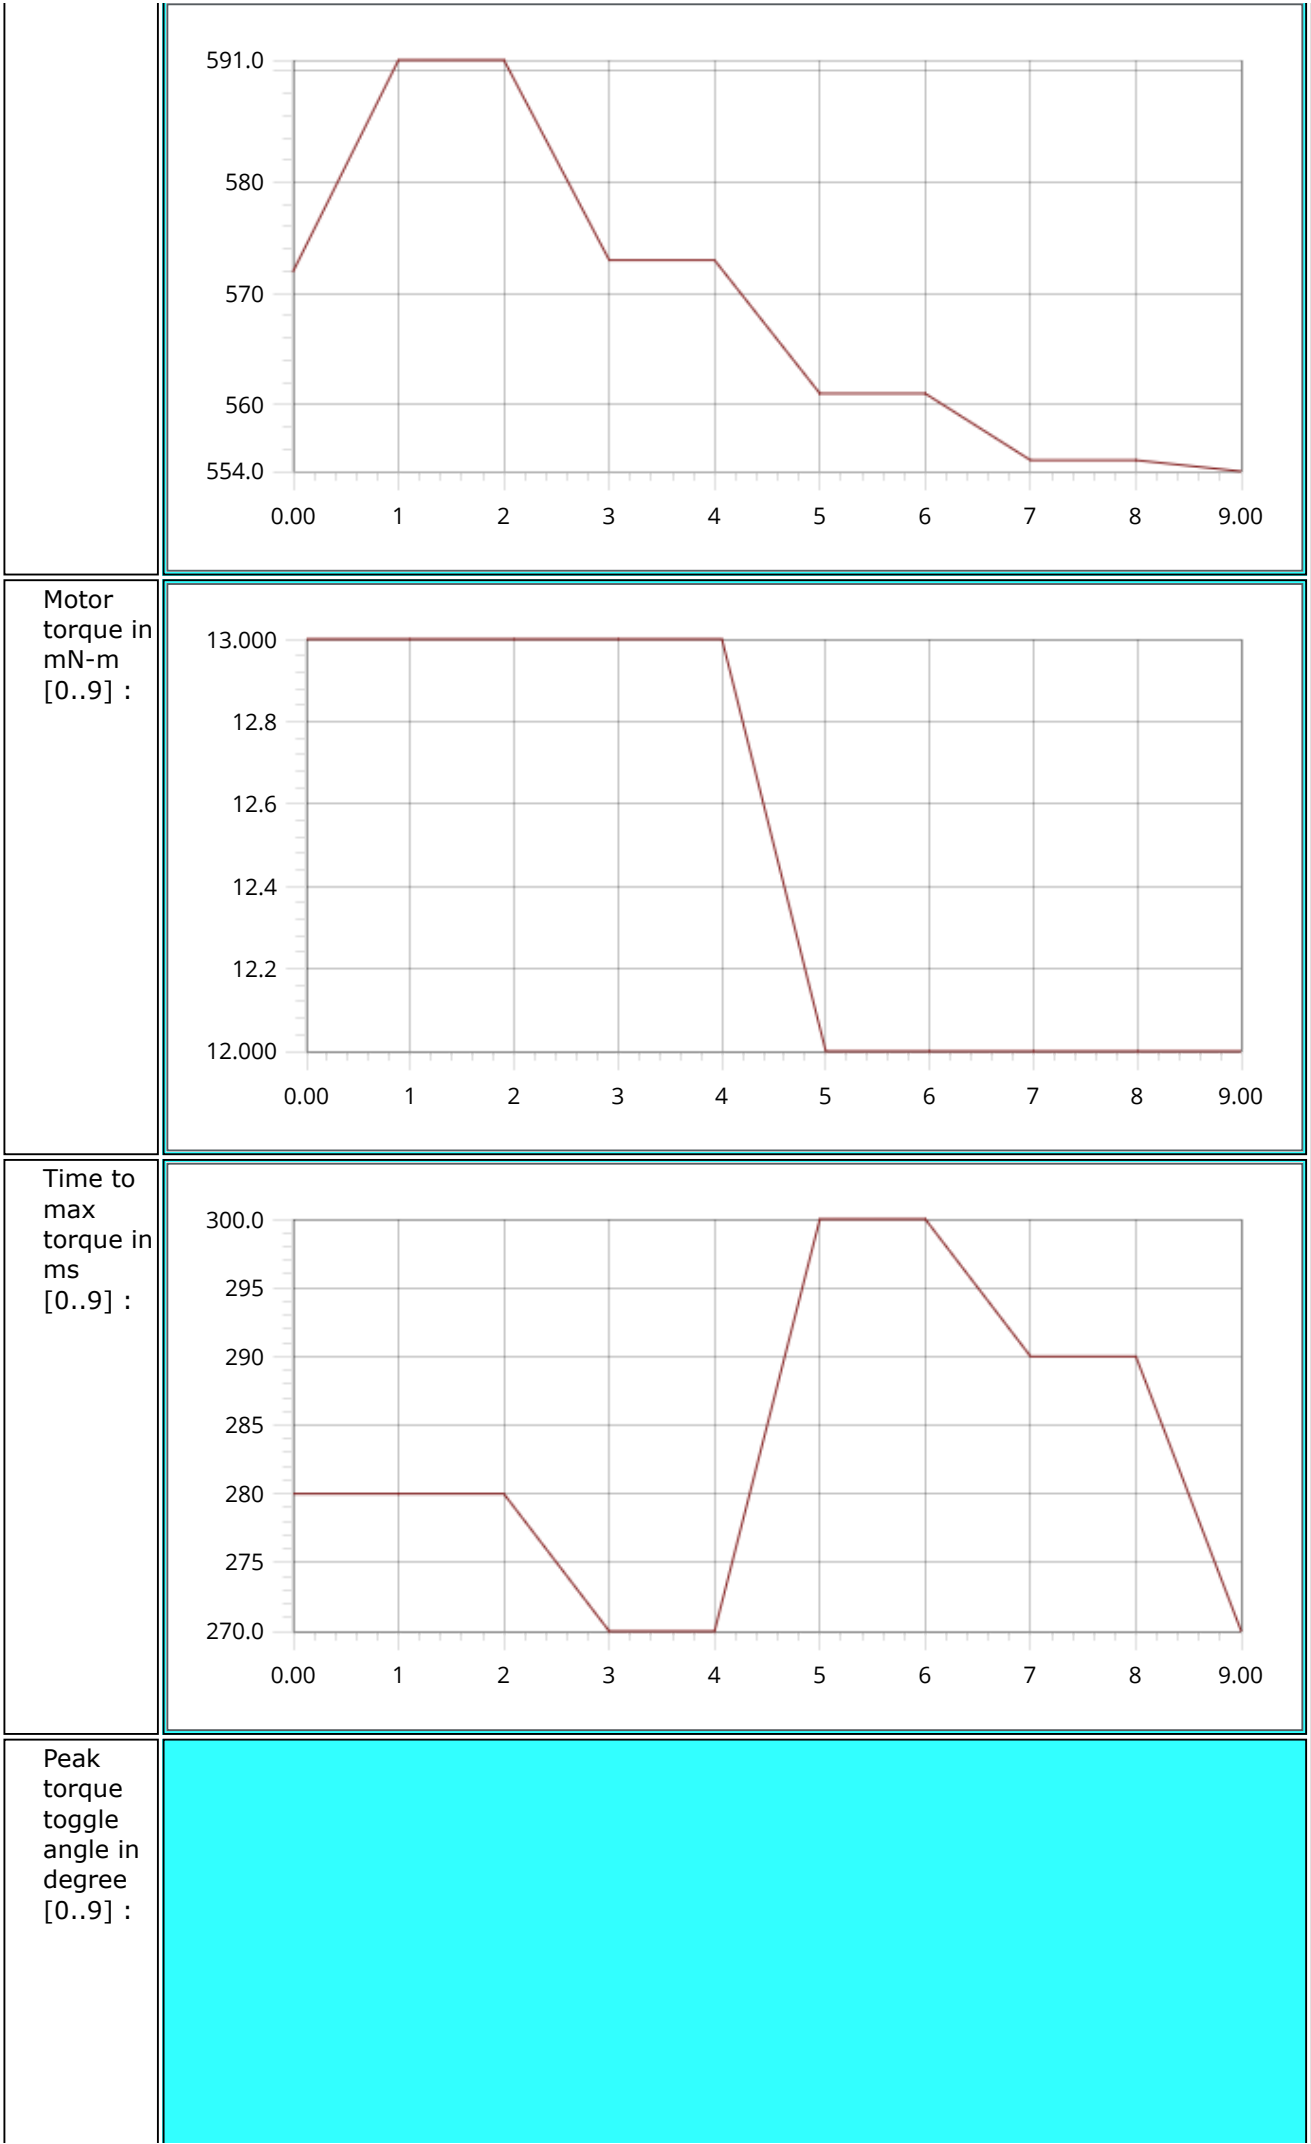 591.0
580
570
560
554.0
0.00 1 2 3 4 5 6 7 8 9.00
Motor
torque in
mN-m
[0..9] :
13.000
12.8
12.6
12.4
12.2
12.000
0.00 1 2 3 4 5 6 7 8 9.00
Time to
max
torque in
ms
[0..9] :
300.0
295
290
285
280
275
270.0
0.00 1 2 3 4 5 6 7 8 9.00
Peak
torque
toggle
angle in
degree
[0..9] :